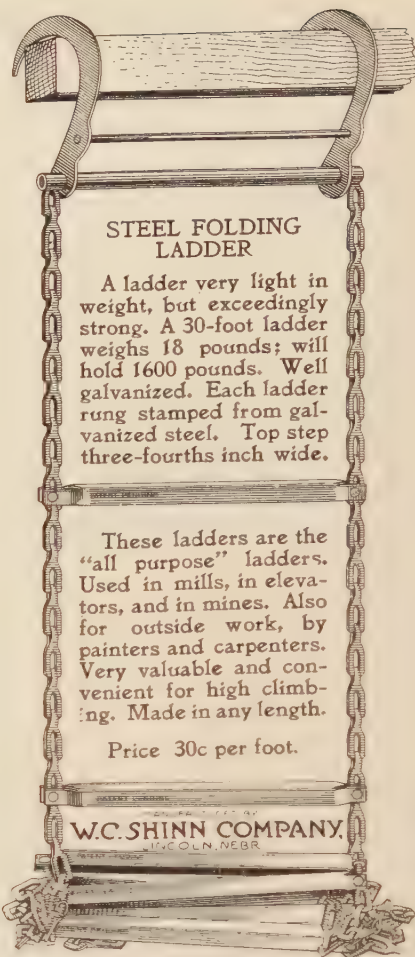 STEEL FOLDING
LADDER
A ladder very light in
weight, but exceedingly
strong. A 30-foot ladder
weighs 18 pounds; will
hold 1600 pounds. Well
galvanized. Each ladder
rung stamped from gal-
vanized steel. Top step
three-fourths inch wide.
PATENT PENDING
These ladders are the
"all purpose" ladders.
Used in mills, in eleva-
tors, and in mines. Also
for outside work, by
painters and carpenters.
Very valuable and con-
venient for high climb-
ing. Made in any length.
Price 30c per foot.
PATENT PENDING
W.C. SHINN COMPANY.
LINCOLN, NEBR